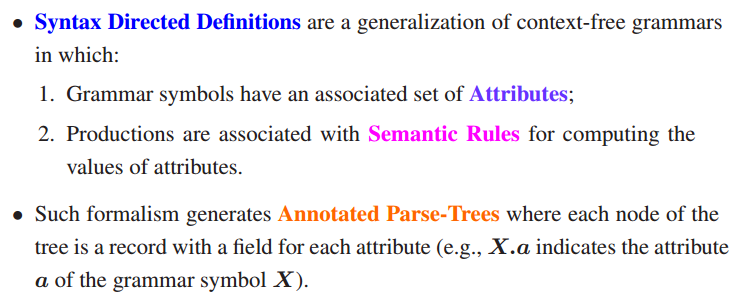 • Syntax Directed Definitions are a generalization of context-free grammars
in which:
1. Grammar symbols have an associated set of Attributes;
2. Productions are associated with Semantic Rules for computing the
values of attributes.
• Such formalism generates Annotated Parse-Trees where each node of the
tree is a record with a field for each attribute (e.g., X.a indicates the attribute
a of the grammar symbol X).